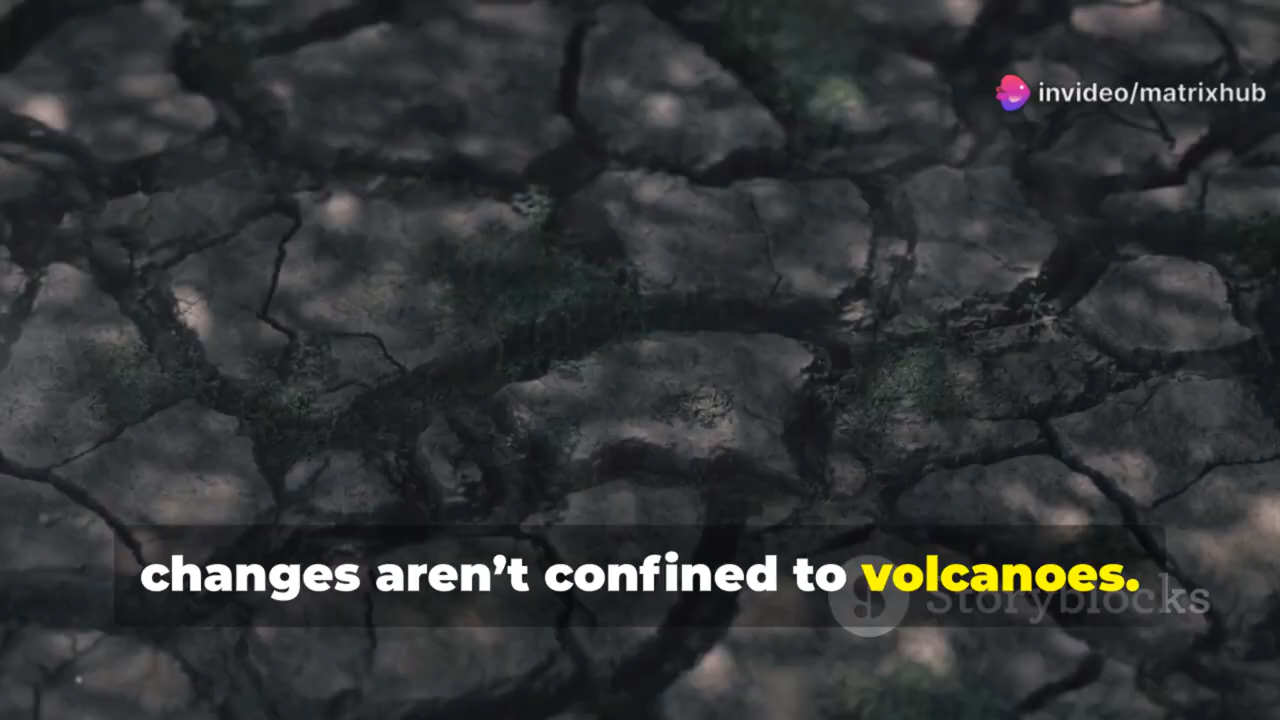 invideo/matrixhub
changes aren’t confined to volcanoes.
Storyblocks